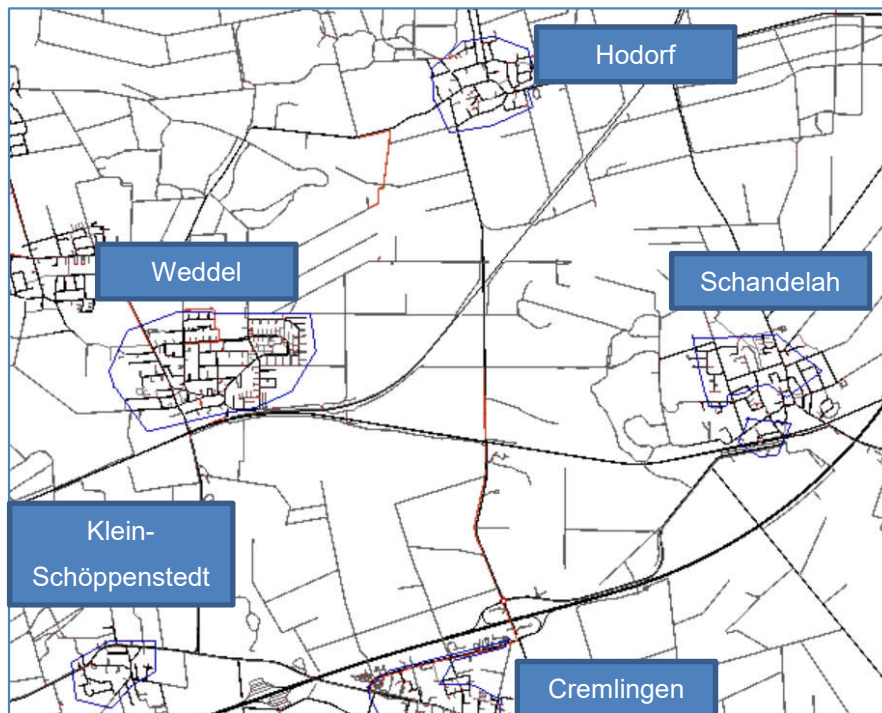 Hodorf
Weddel
Schandelah
Klein-
Schöppenstedt
Cremlingen